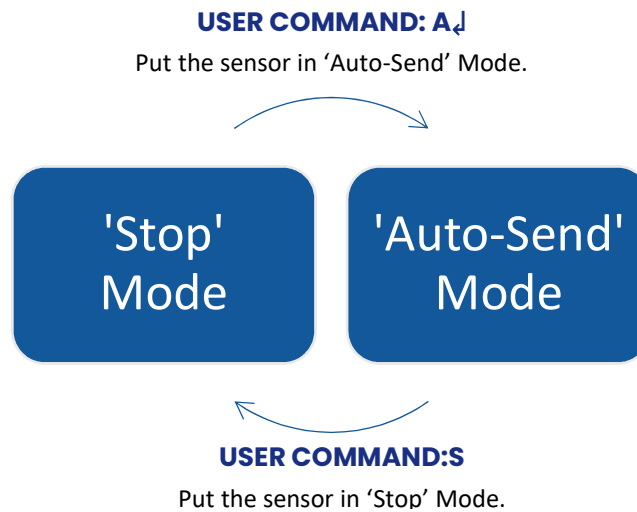 USER COMMAND: A↲
Put the sensor in ‘Auto-Send’ Mode.
'Stop'
Mode
'Auto-Send'
Mode
USER COMMAND:S
Put the sensor in ‘Stop’ Mode.